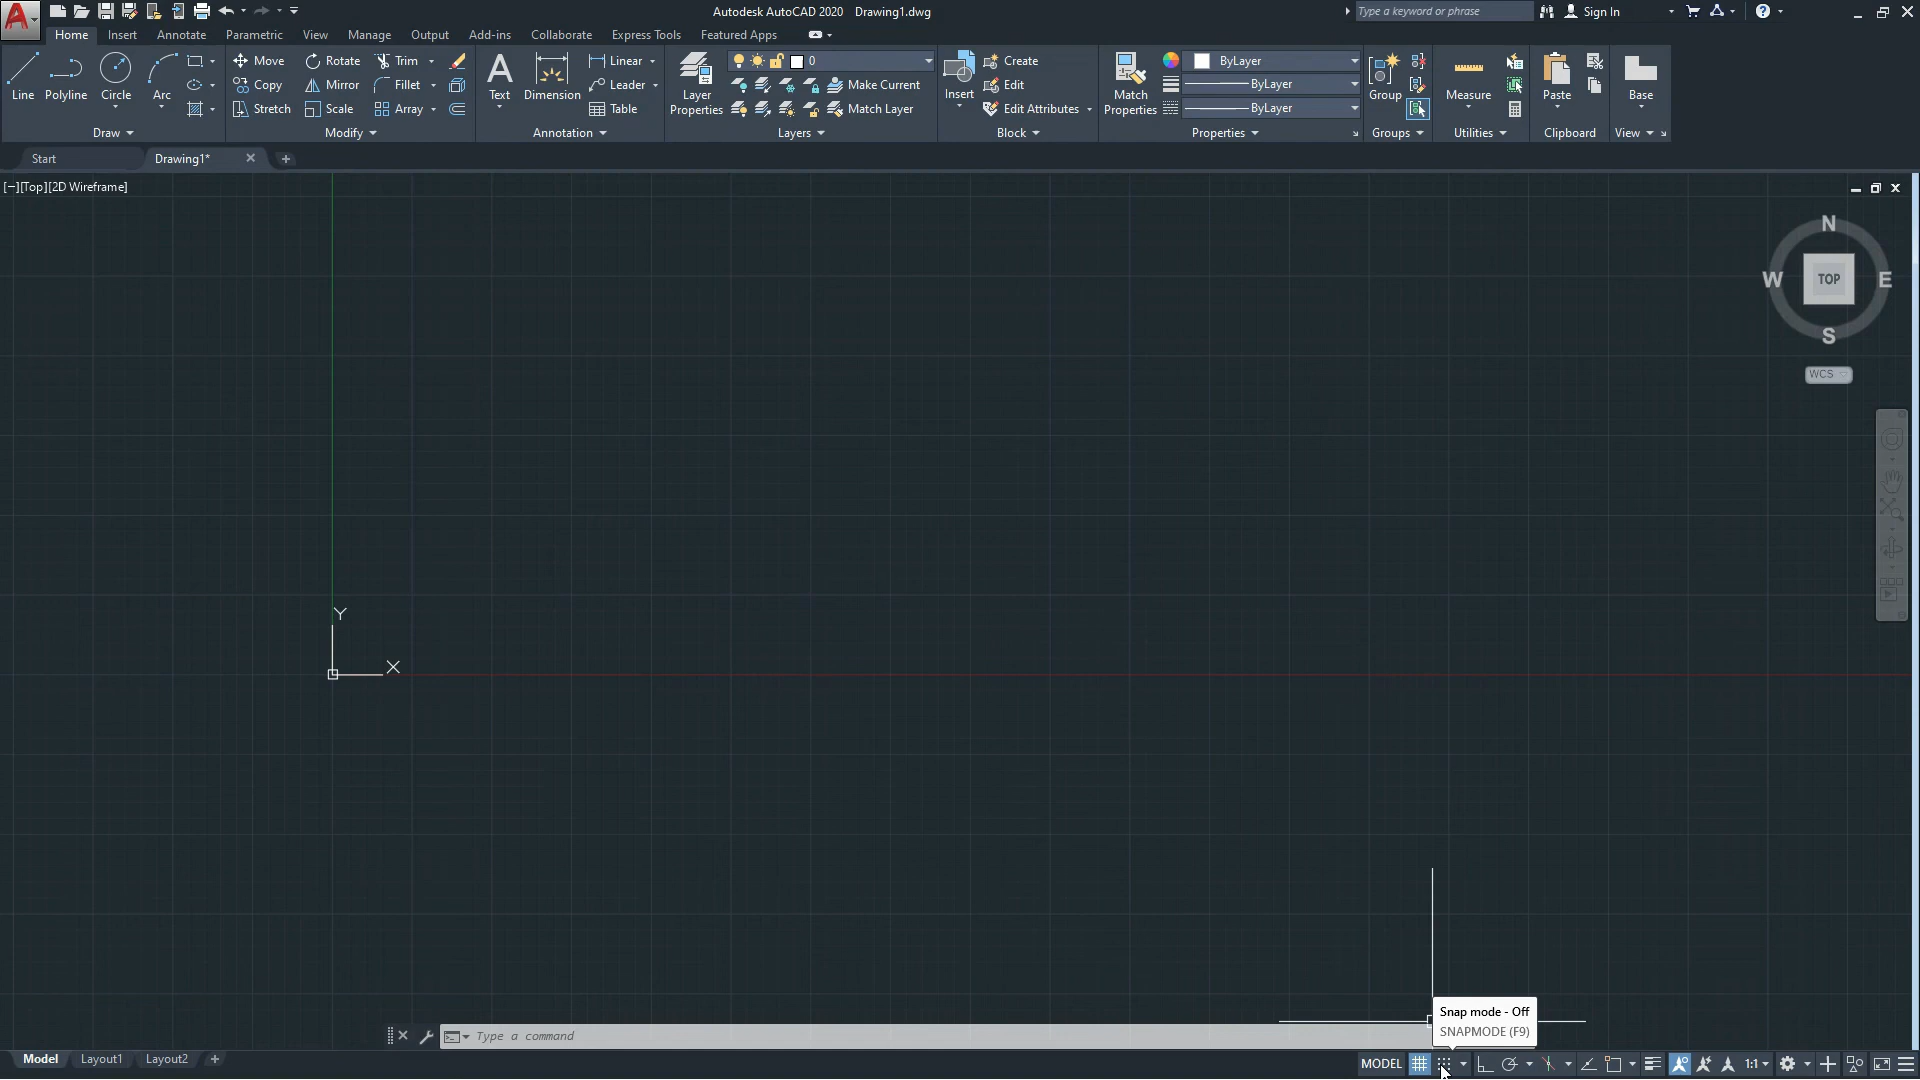 A Autodesk AutoCAD 2020 Drawing1.dwg Type a keyword or phrase Sign In ?
Home Insert Annotate Parametric View Manage Output Add-ins Collaborate Express Tools Featured Apps
Line Polyline Circle Arc
Draw
Move Rotate Trim
Copy Mirror Fillet
Stretch Scale Array
Modify
A
Text Dimension
Linear
Leader
Table
Annotation
Layer
Properties
0
Make Current
Match Layer
Layers
Insert
Create
Edit
Edit Attributes
Block
Match
Properties
ByLayer
ByLayer
ByLayer
Properties
Group
Groups
Measure
Utilities
Paste
Clipboard
Base
View
Start Drawing1*
[−][Top][2D Wireframe]
N
W TOP E
S
WCS
Y
X
Snap mode - Off
SNAPMODE (F9)
Type a command
Model Layout1 Layout2 +
MODEL 1:1